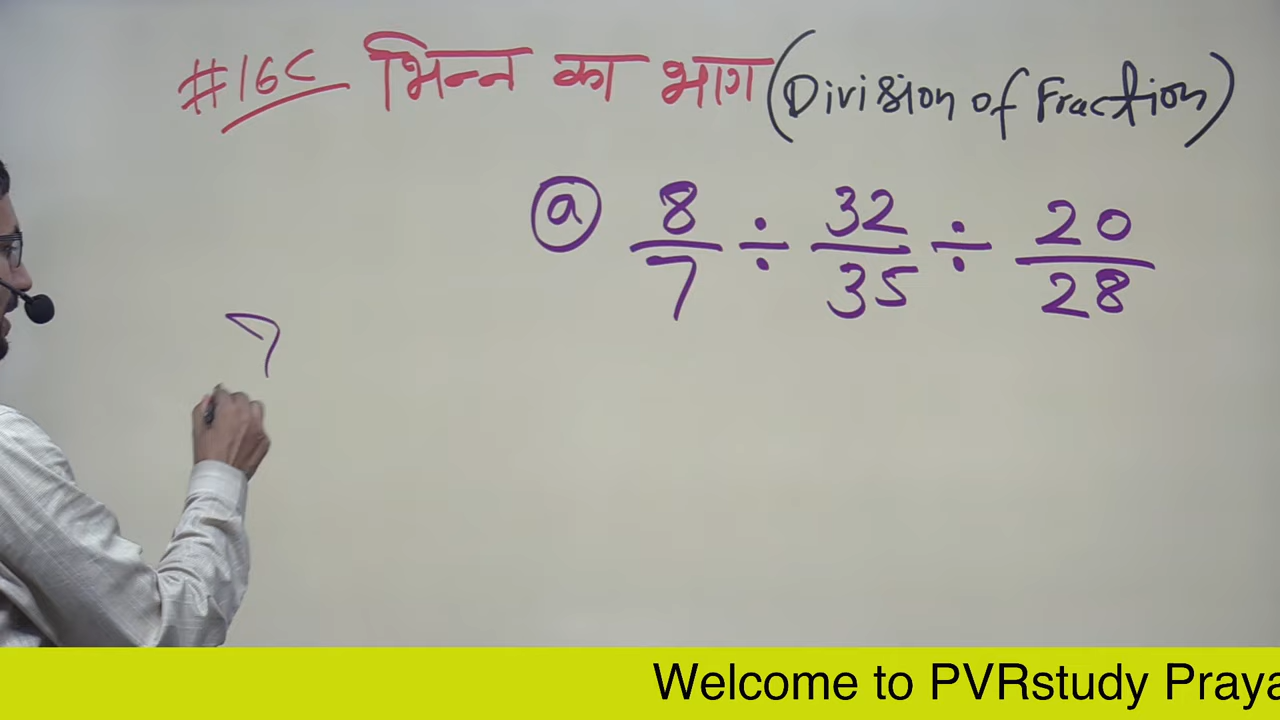 #16C भिन्न का भाग (Division of Fraction)
ⓐ 8/7 ÷ 32/35 ÷ 20/28
7
Welcome to PVRstudy Praya